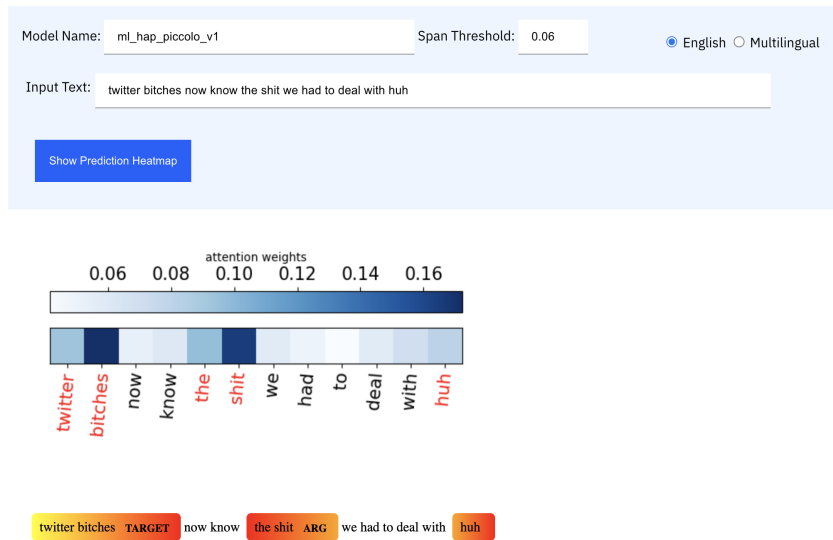 Model Name: ml_hap_piccolo_v1 Span Threshold: 0.06 English Multilingual
Input Text: twitter bitches now know the shit we had to deal with huh
Show Prediction Heatmap
attention weights
0.06 0.08 0.10 0.12 0.14 0.16
twitter bitches now know the shit we had to deal with huh
twitter bitches TARGET now know the shit ARG we had to deal with huh